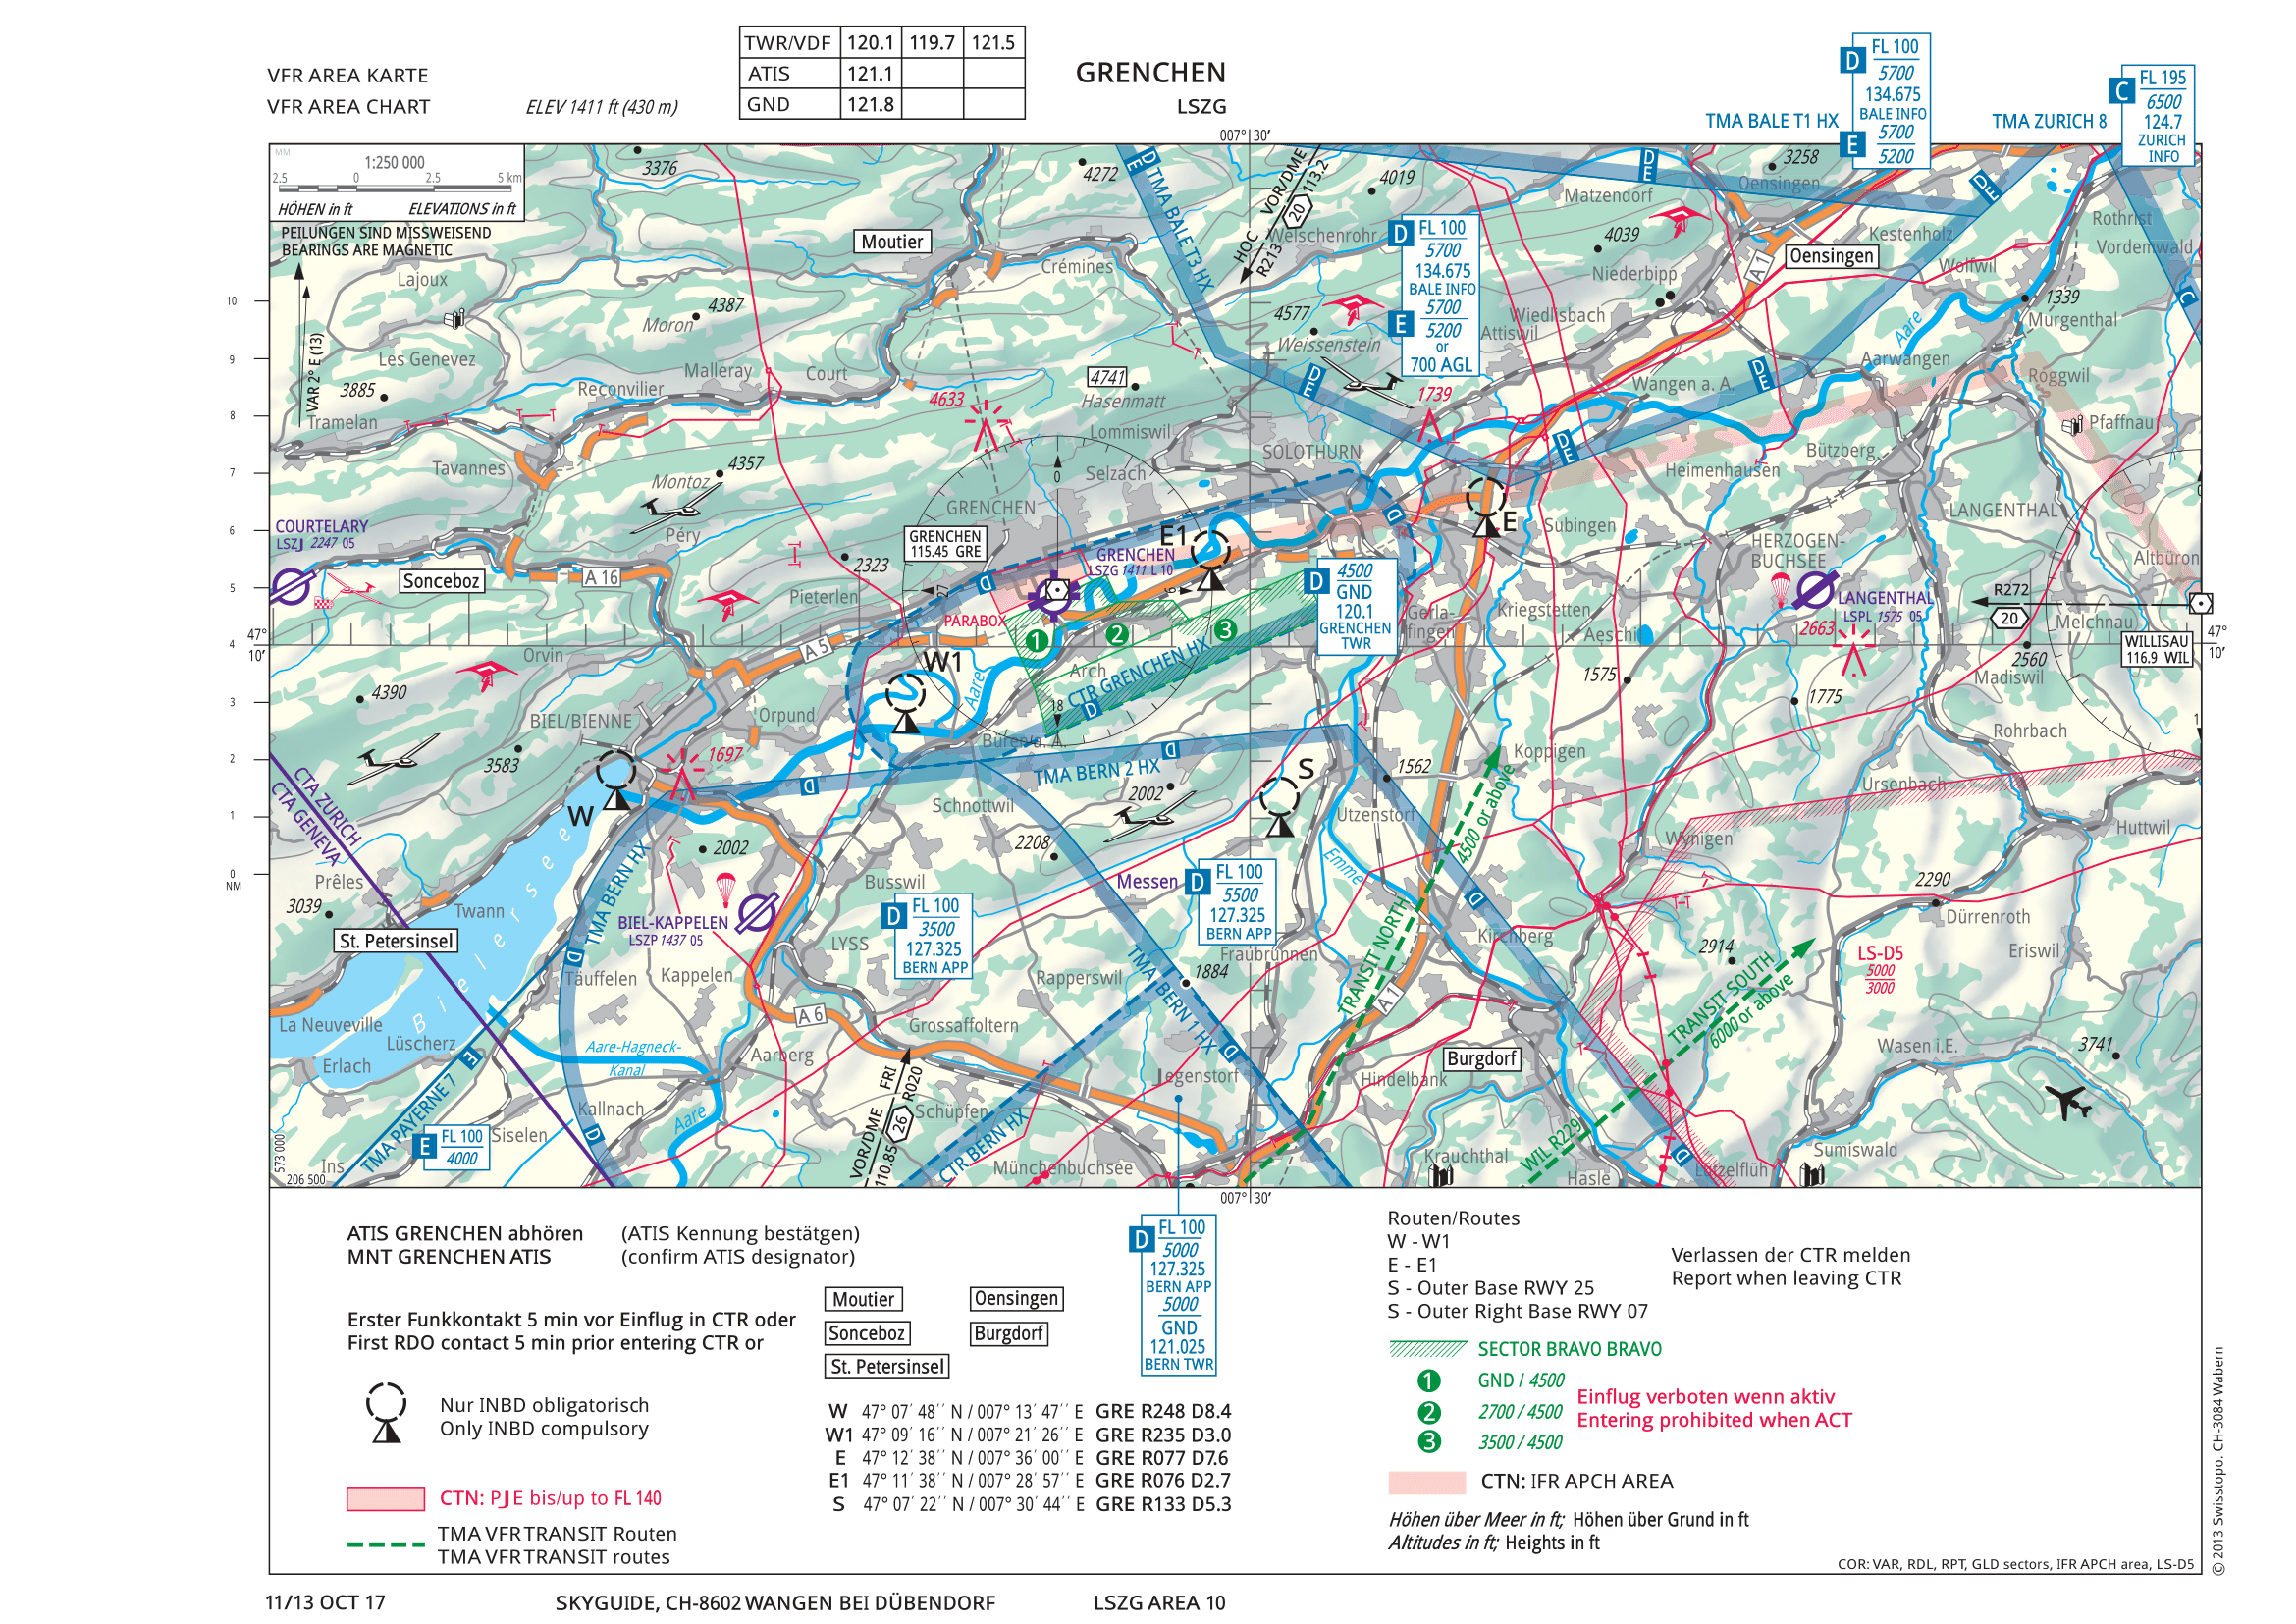 VFR AREA KARTE
VFR AREA CHART
ELEV 1411 ft (430 m)
TWR/VDF 120.1 119.7 121.5
ATIS 121.1
GND 121.8
GRENCHEN
LSZG
007° 30′
TMA BALE T1 HX
D FL 100
5700
134.675
BALE INFO
E 5700
5200
TMA ZURICH 8
C FL 195
6500
124.7
ZURICH
INFO
MM
1:250 000
2.5 0 2.5 5 km
HÖHEN in ft ELEVATIONS in ft
PEILUNGEN SIND MISSWEISEND
BEARINGS ARE MAGNETIC
VAR 2° E (13)
3376
4272
4019
3258
Oensingen
Matzendorf
Rothrist
Vordemwald
Moutier
Crémines
D E TMA BALE T3 HX
VOR/DME
20 113.2
HOC
R213
Welschenrohr
D FL 100
5700
134.675
BALE INFO
E 5700
5200
or
700 AGL
4039
Niederbipp
Oensingen
A 1
Kestenholz
Wolfwil
Lajoux
4387
Moron
4577
Weissenstein
Wiedlisbach
Attiswil
1339
Murgenthal
Aare
Aarwangen
Les Genevez
3885
Tramelan
Reconvilier
Malleray
Court
4633
4741
Hasenmatt
Lommiswil
1739
Wangen a. A.
Roggwil
Pfaffnau
Tavannes
4357
Montoz
Selzach
SOLOTHURN
Heimenhausen
Bützberg
LANGENTHAL
Altbüron
COURTELARY
LSZJ 2247 05
Péry
GRENCHEN
GRENCHEN
115.45 GRE
E1
GRENCHEN
LSZG 1411 L 10
E
Subingen
HERZOGEN-
BUCHSEE
Sonceboz
A 16
2323
Pieterlen
PARABOX
D 4500
GND
120.1
GRENCHEN
TWR
Gerla-
fingen
Kriegstetten
Aeschi
LANGENTHAL
LSPL 1575 05
R272
20
Melchnau
WILLISAU
116.9 WIL
47°
10′
47°
10′
Orvin
A 5
W1
Aare
Arch
1 2 3
CTR GRENCHEN HX
1575
2663
1775
2560
Madiswil
Rohrbach
4390
3583
BIEL/BIENNE
Orpund
1697
Büren a. A.
TMA BERN 2 HX
2002
Schnottwil
S
1562
Koppigen
Ursenbach
Huttwil
CTA ZURICH
CTA GENEVA
W
2002
2208
Utzenstorf
Emme
4500 or above
Wynigen
Prêles
3039
Twann
St. Petersinsel
Bielersee
TMA BERN HX
BIEL-KAPPELEN
LSZP 1437 05
Busswil
LYSS
D FL 100
3500
127.325
BERN APP
Messen
D FL 100
5500
127.325
BERN APP
Fraubrunnen
TRANSIT NORTH
Kirchberg
2290
Dürrenroth
2914
LS-D5
5000
3000
Eriswil
La Neuveville
Lüscherz
Erlach
Täuffelen
Kappelen
Rapperswil
1884
TMA BERN 1 HX
A 6
Grossaffoltern
A 1
TRANSIT SOUTH
6000 or above
Wasen i.E.
3741
Aare-Hagneck-
Kanal
Aarberg
Kallnach
Aare
Jegenstorf
Hindelbank
Burgdorf
TMA PAYERNE 7
E FL 100
4000
Siselen
Ins
573 000
206 500
VOR/DME FRI
110.85 26 R020
Schüpfen
CTR BERN HX
Münchenbuchsee
Krauchthal
WIL R229
Hasle
Lützelflüh
Sumiswald
10
9
8
7
6
5
4
3
2
1
0
NM
007° 30′
ATIS GRENCHEN abhören (ATIS Kennung bestätgen)
MNT GRENCHEN ATIS (confirm ATIS designator)
Erster Funkkontakt 5 min vor Einflug in CTR oder
First RDO contact 5 min prior entering CTR or
Moutier Oensingen
Sonceboz Burgdorf
St. Petersinsel
Nur INBD obligatorisch
Only INBD compulsory
CTN: PJE bis/up to FL 140
TMA VFR TRANSIT Routen
TMA VFR TRANSIT routes
W 47° 07′ 48′′ N / 007° 13′ 47′′ E GRE R248 D8.4
W1 47° 09′ 16′′ N / 007° 21′ 26′′ E GRE R235 D3.0
E 47° 12′ 38′′ N / 007° 36′ 00′′ E GRE R077 D7.6
E1 47° 11′ 38′′ N / 007° 28′ 57′′ E GRE R076 D2.7
S 47° 07′ 22′′ N / 007° 30′ 44′′ E GRE R133 D5.3
D FL 100
5000
127.325
BERN APP
5000
GND
121.025
BERN TWR
Routen/Routes
W - W1
E - E1
S - Outer Base RWY 25
S - Outer Right Base RWY 07
Verlassen der CTR melden
Report when leaving CTR
SECTOR BRAVO BRAVO
1 GND / 4500
2 2700 / 4500
3 3500 / 4500
Einflug verboten wenn aktiv
Entering prohibited when ACT
CTN: IFR APCH AREA
Höhen über Meer in ft; Höhen über Grund in ft
Altitudes in ft; Heights in ft
COR: VAR, RDL, RPT, GLD sectors, IFR APCH area, LS-D5
© 2013 Swisstopo. CH-3084 Wabern
11/13 OCT 17
SKYGUIDE, CH-8602 WANGEN BEI DÜBENDORF
LSZG AREA 10